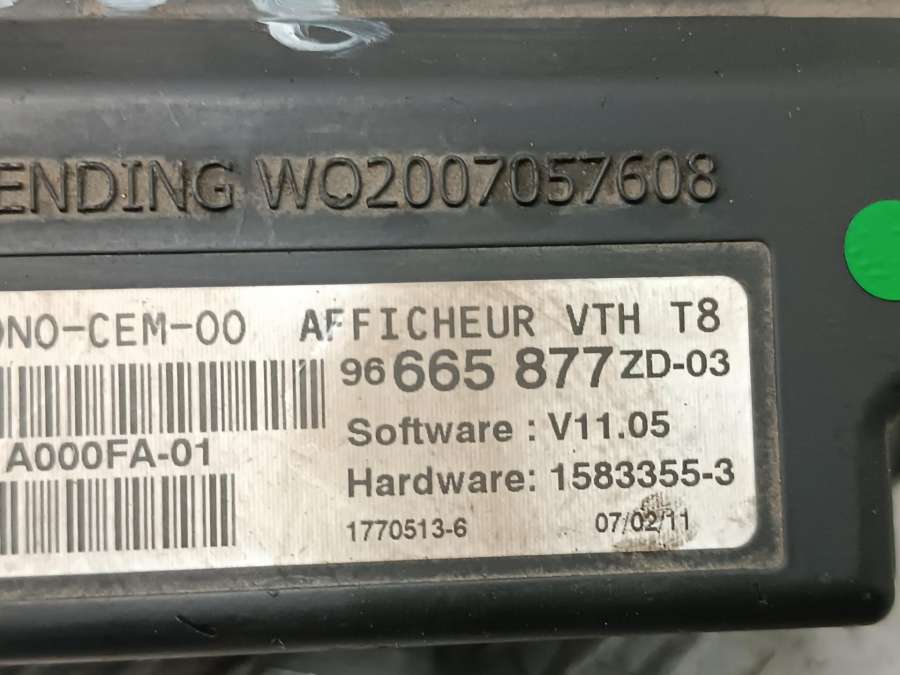 ENDING WO2007057608
ONO-CEM-00 AFFICHEUR VTH T8
96 665 877 ZD-03
Software : V11.05
A000FA-01
Hardware: 1583355-3
1770513-6 07/02/11